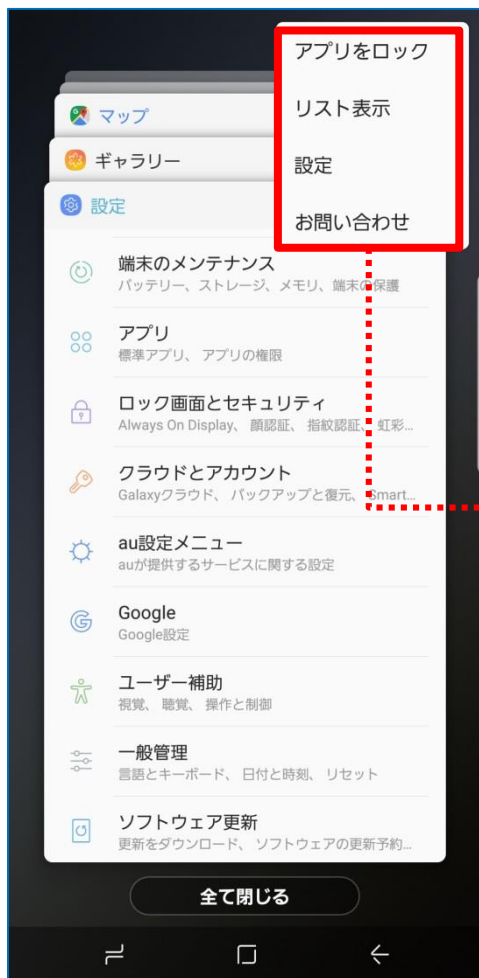 アプリをロック
リスト表示
設定
お問い合わせ
マップ
ギャラリー
設定
端末のメンテナンス
バッテリー、ストレージ、メモリ、端末の保護
アプリ
標準アプリ、アプリの権限
ロック画面とセキュリティ
Always On Display、顔認証、指紋認証、虹彩...
クラウドとアカウント
Galaxyクラウド、バックアップと復元、Smart...
au設定メニュー
auが提供するサービスに関する設定
Google
Google設定
ユーザー補助
視覚、聴覚、操作と制御
一般管理
言語とキーボード、日付と時刻、リセット
ソフトウェア更新
更新をダウンロード、ソフトウェアの更新予約...
全て閉じる